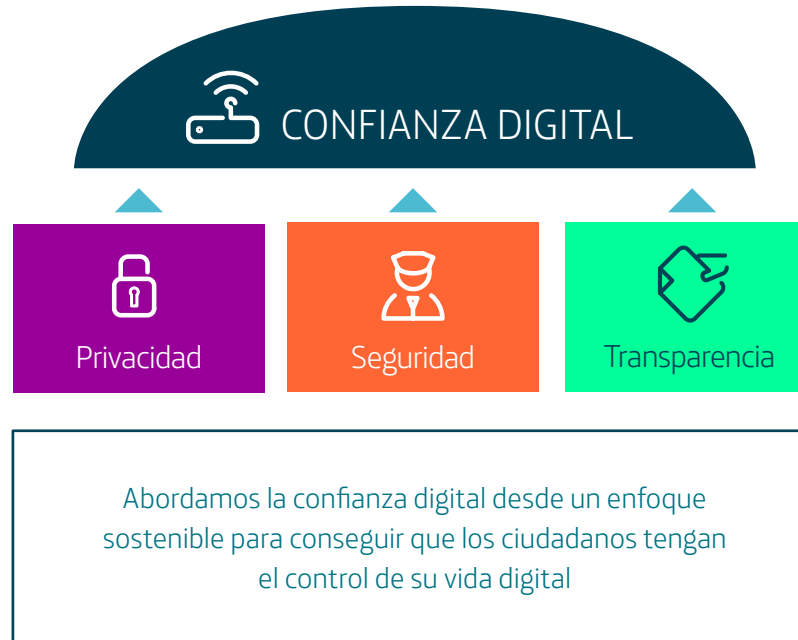 CONFIANZA DIGITAL
Privacidad
Seguridad
Transparencia
Abordamos la confianza digital desde un enfoque
sostenible para conseguir que los ciudadanos tengan
el control de su vida digital